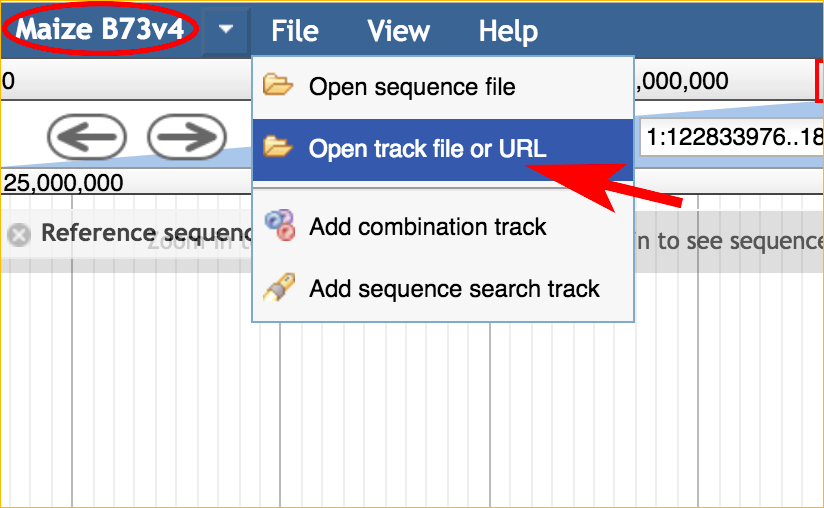 Maize B73v4 File View Help
0 ,000,000
Open sequence file
Open track file or URL
1:122833976..18
25,000,000
Add combination track
Reference sequenc Zoom in t n to see sequence
Add sequence search track